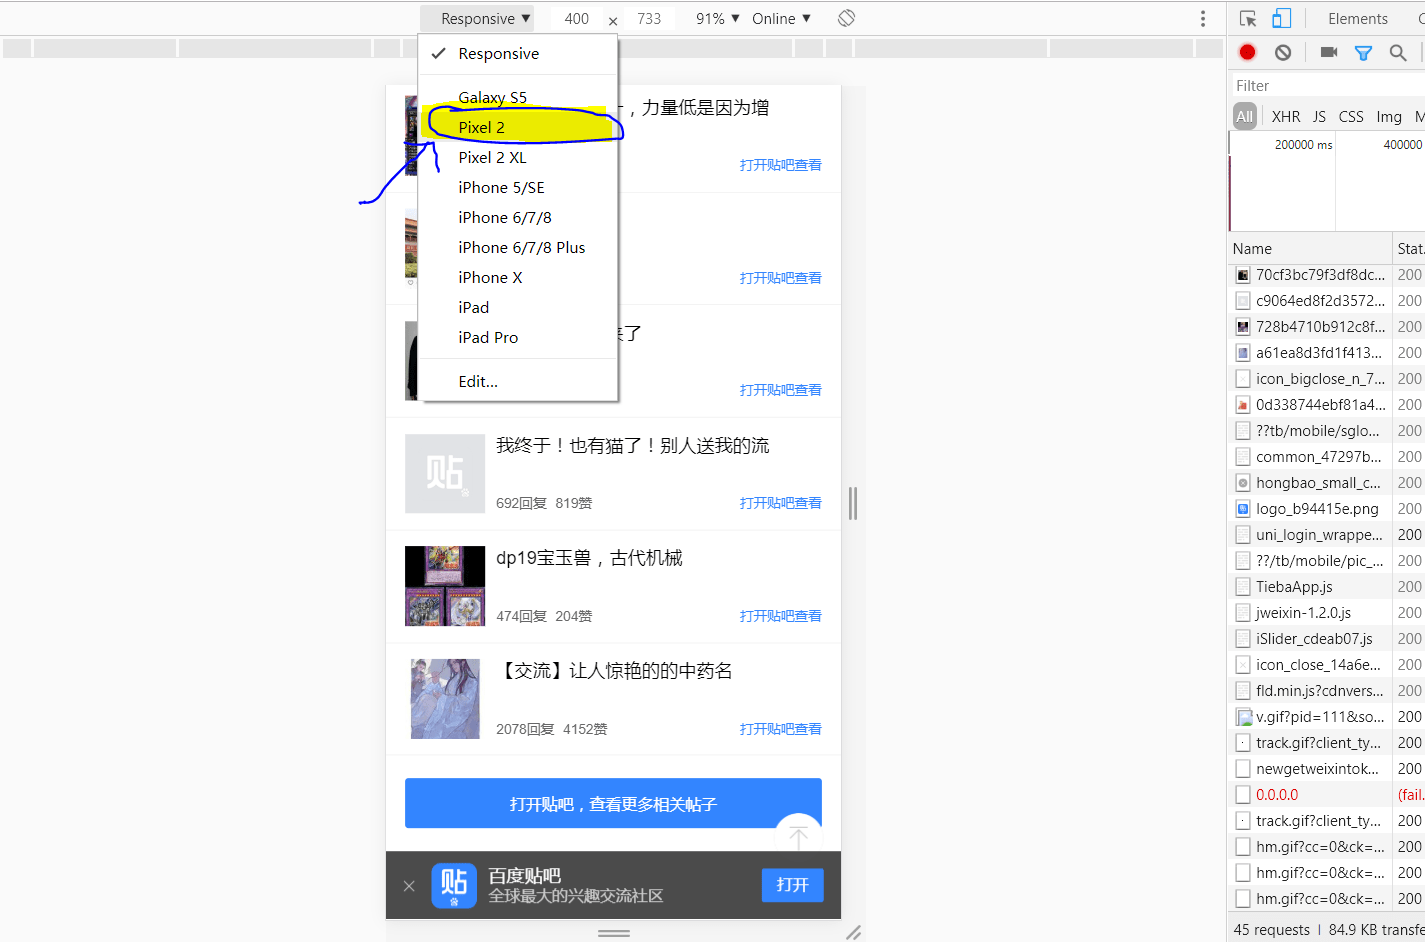 Responsive ▼ 400 × 733 91% ▼ Online ▼
Elements
Responsive
Galaxy S5
Pixel 2
Pixel 2 XL
iPhone 5/SE
iPhone 6/7/8
iPhone 6/7/8 Plus
iPhone X
iPad
iPad Pro
Edit...
，力量低是因为增
打开贴吧查看
打开贴吧查看
来了
打开贴吧查看
贴
我终于！也有猫了！别人送我的流
692回复 819赞
打开贴吧查看
dp19宝玉兽，古代机械
474回复 204赞
打开贴吧查看
【交流】让人惊艳的的中药名
2078回复 4152赞
打开贴吧查看
打开贴吧，查看更多相关帖子
贴
百度贴吧
全球最大的兴趣交流社区
打开
Filter
All XHR JS CSS Img M
200000 ms 400000
Name Stat.
70cf3bc79f3df8dc... 200
c9064ed8f2d3572... 200
728b4710b912c8f... 200
a61ea8d3fd1f413... 200
icon_bigclose_n_7... 200
0d338744ebf81a4... 200
??tb/mobile/sglo... 200
common_47297b... 200
hongbao_small_c... 200
logo_b94415e.png 200
uni_login_wrappe... 200
??/tb/mobile/pic_... 200
TiebaApp.js 200
jweixin-1.2.0.js 200
iSlider_cdeab07.js 200
icon_close_14a6e... 200
fld.min.js?cdnvers... 200
v.gif?pid=111&so... 200
track.gif?client_ty... 200
newgetweixintok... 200
0.0.0.0 (fail.
track.gif?client_ty... 200
hm.gif?cc=0&ck=... 200
hm.gif?cc=0&ck=... 200
hm.gif?cc=0&ck=... 200
45 requests | 84.9 KB transfe